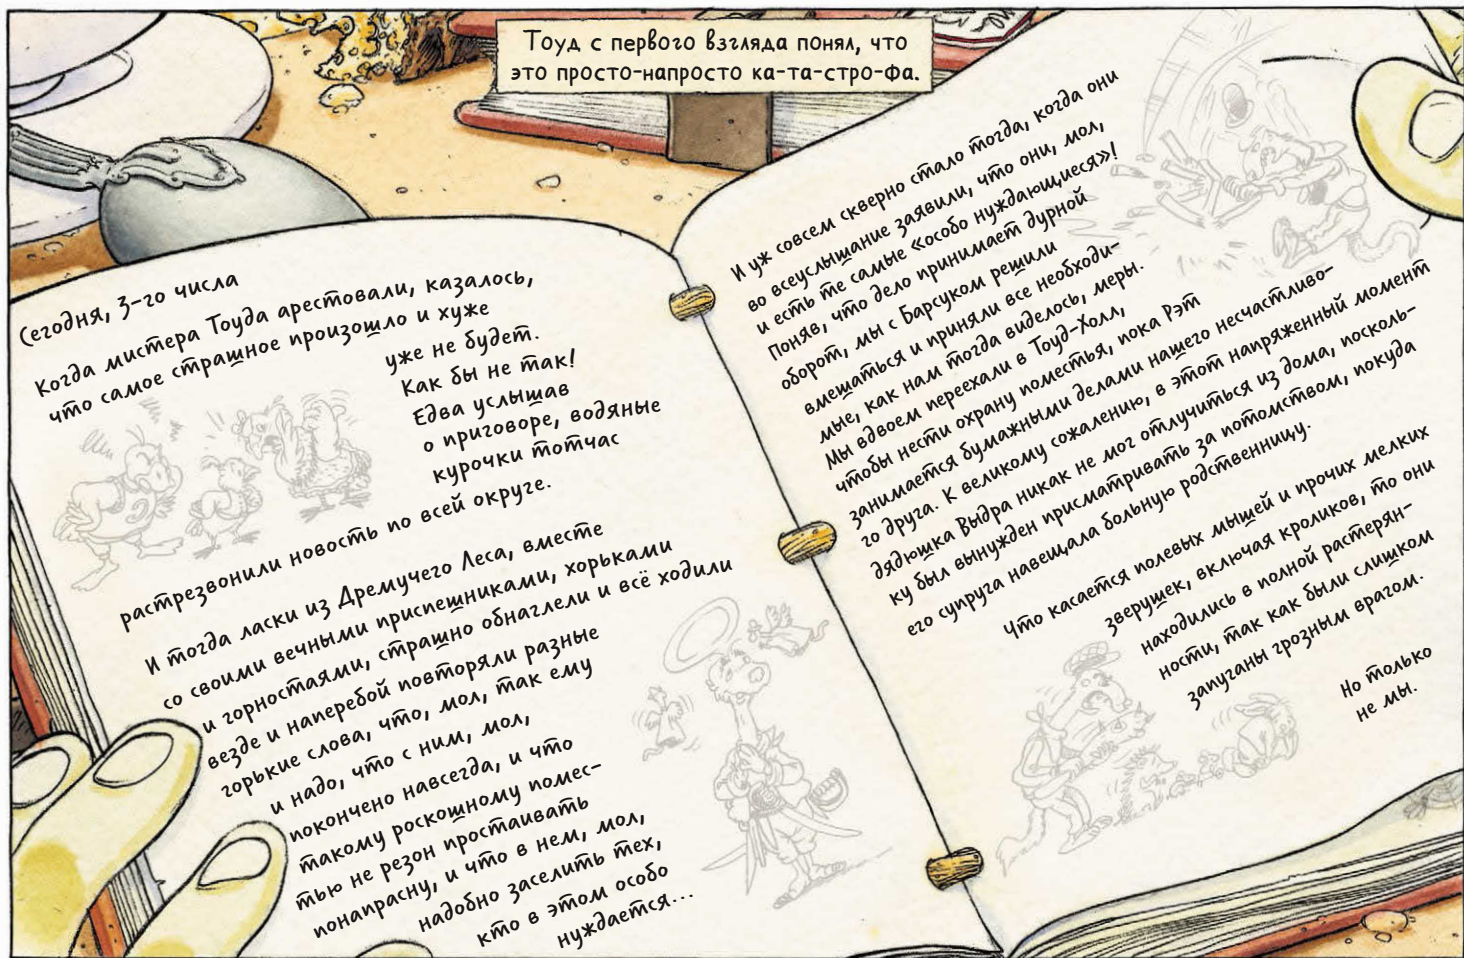 Тоуд с первого взгляда понял, что
это просто-напросто ка-та-стро-фа.
Сегодня, 3-го числа
Когда мистера Тоуда арестовали, казалось,
что самое страшное произошло и хуже
уже не будет.
Как бы не так!
Едва услышав
о приговоре, водяные
курочки тотчас
растрезвонили новость по всей округе.
И тогда ласки из Дремучего Леса, вместе
со своими вечными приспешниками, хорьками
и горностаями, страшно обнаглели и всё ходили
везде и наперебой повторяли разные
горькие слова, что, мол, так ему
и надо, что с ним, мол,
покончено навсегда, и что
такому роскошному помес-
тью не резон простаивать
понапрасну, и что в нем, мол,
надобно заселить тех,
кто в этом особо
нуждается...
И уж совсем скверно стало тогда, когда они
во всеуслышание заявили, что они, мол,
и есть те самые «особо нуждающиеся»!
Поняв, что дело принимает дурной
оборот, мы с Барсуком решили
вмешаться и приняли все необходи-
мые, как нам тогда виделось, меры.
Мы вдвоем переехали в Тоуд-Холл,
чтобы нести охрану поместья, пока Рэт
занимается бумажными делами нашего несчастливо-
го друга. К великому сожалению, в этот напряженный момент
дядюшка Выдра никак не мог отлучиться из дома, посколь-
ку был вынужден присматривать за потомством, покуда
его супруга навещала больную родственницу.
Что касается полевых мышей и прочих мелких
зверушек, включая кроликов, то они
находились в полной растерян-
ности, так как были слишком
запуганы грозным врагом.
Но только
не мы.